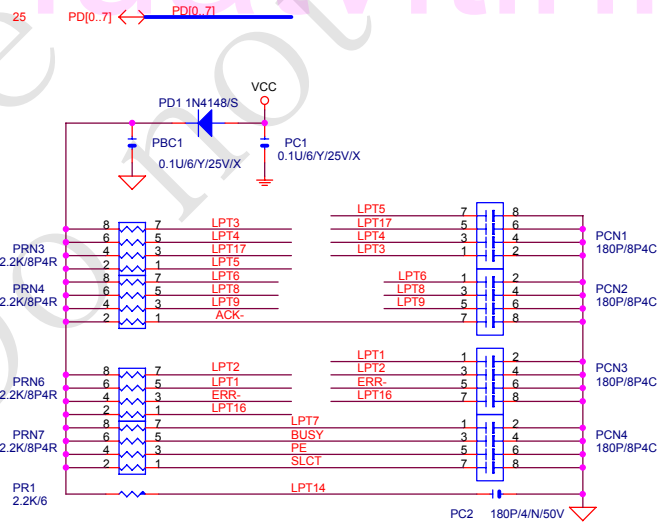 25 PD[0..7] PD[0..7]
VCC
PD1 1N4148/S
PBC1 PC1
0.1U/6/Y/25V/X 0.1U/6/Y/25V/X
LPT5 7 8
8 7 LPT3 LPT17 5 6 PCN1
6 5 LPT4 LPT4 3 4 180P/8P4C
PRN3 4 3 LPT17 LPT3 1 2
2.2K/8P4R 2 1 LPT5
8 7 LPT6 LPT6 1 2
PRN4 6 5 LPT8 LPT8 3 4 PCN2
2.2K/8P4R 4 3 LPT9 LPT9 5 6 180P/8P4C
2 1 ACK- 7 8
LPT1 1 2
8 7 LPT2 LPT2 3 4 PCN3
PRN6 6 5 LPT1 ERR- 5 6 180P/8P4C
2.2K/8P4R 4 3 ERR- LPT16 7 8
2 1 LPT16
8 7 LPT7 1 2
PRN7 6 5 BUSY 3 4 PCN4
2.2K/8P4R 4 3 PE 5 6 180P/8P4C
2 1 SLCT 7 8
PR1 LPT14
2.2K/6
PC2 180P/4/N/50V